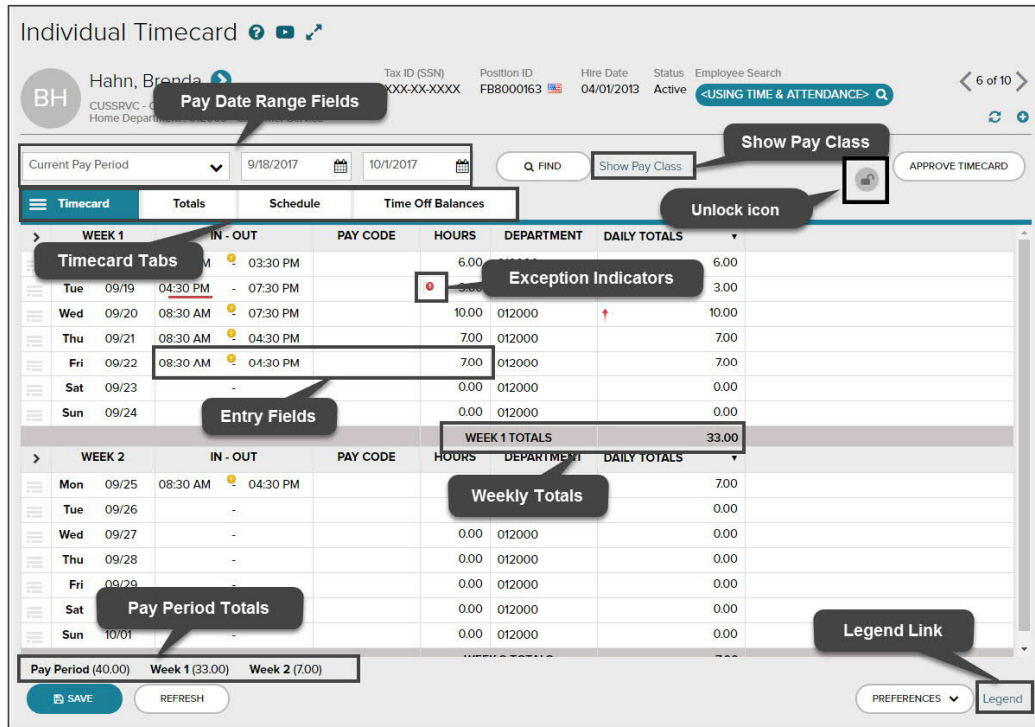 Individual Timecard
BH
Hahn, Brenda
Tax ID (SSN) Position ID Hire Date Status Employee Search
XXX-XX-XXXX FB8000163 04/01/2013 Active <USING TIME & ATTENDANCE>
6 of 10
CUSSRVC -
Home Depar
Pay Date Range Fields
Show Pay Class
Current Pay Period 9/18/2017 10/1/2017 FIND Show Pay Class APPROVE TIMECARD
Unlock icon
Timecard Totals Schedule Time Off Balances
WEEK 1 IN - OUT PAY CODE HOURS DEPARTMENT DAILY TOTALS
Timecard Tabs
M - 03:30 PM 6.00 6.00
Exception Indicators
Tue 09/19 04:30 PM - 07:30 PM 3.00
Wed 09/20 08:30 AM - 07:30 PM 10.00 012000 10.00
Thu 09/21 08:30 AM - 04:30 PM 7.00 012000 7.00
Fri 09/22 08:30 AM - 04:30 PM 7.00 012000 7.00
Sat 09/23 - 0.00 012000 0.00
Sun 09/24 - 0.00 012000 0.00
Entry Fields
WEEK 1 TOTALS 33.00
WEEK 2 IN - OUT PAY CODE HOURS DEPARTMENT DAILY TOTALS
Mon 09/25 08:30 AM - 04:30 PM 7.00
Weekly Totals
Tue 09/26 - 0.00
Wed 09/27 - 0.00 012000 0.00
Thu 09/28 - 0.00 012000 0.00
Fri 09/29 - 0.00 012000 0.00
Pay Period Totals
Sat 0.00 012000 0.00
Sun 10/01 - 0.00 012000 0.00
Legend Link
Pay Period (40.00) Week 1 (33.00) Week 2 (7.00)
SAVE REFRESH PREFERENCES Legend